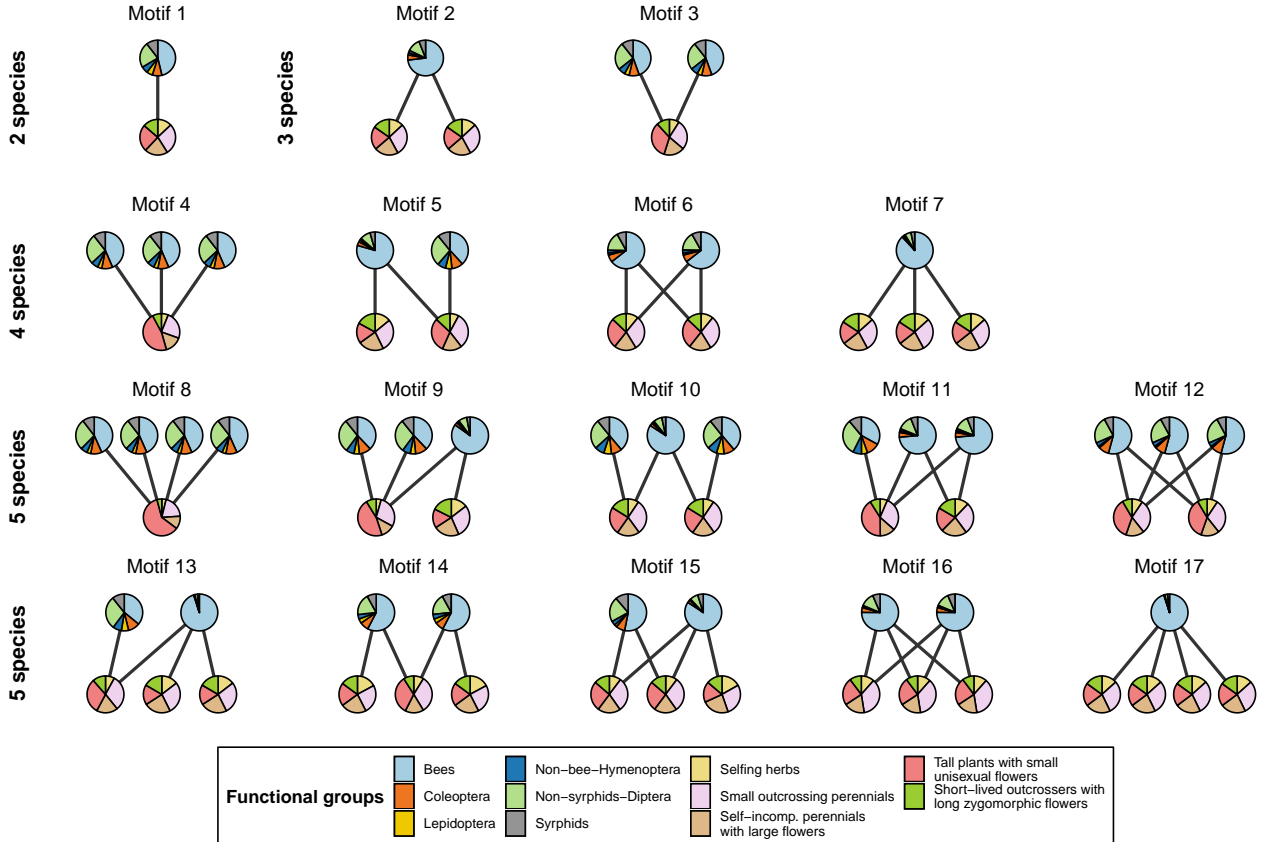 Motif 1
Motif 2
Motif 3
2 species
3 species
Motif 4
Motif 5
Motif 6
Motif 7
4 species
Motif 8
Motif 9
Motif 10
Motif 11
Motif 12
5 species
Motif 13
Motif 14
Motif 15
Motif 16
Motif 17
5 species
Functional groups
Bees
Coleoptera
Lepidoptera
Non−bee−Hymenoptera
Non−syrphids−Diptera
Syrphids
Selfing herbs
Small outcrossing perennials
Self−incomp. perennials
with large flowers
Tall plants with small
unisexual flowers
Short−lived outcrossers with
long zygomorphic flowers